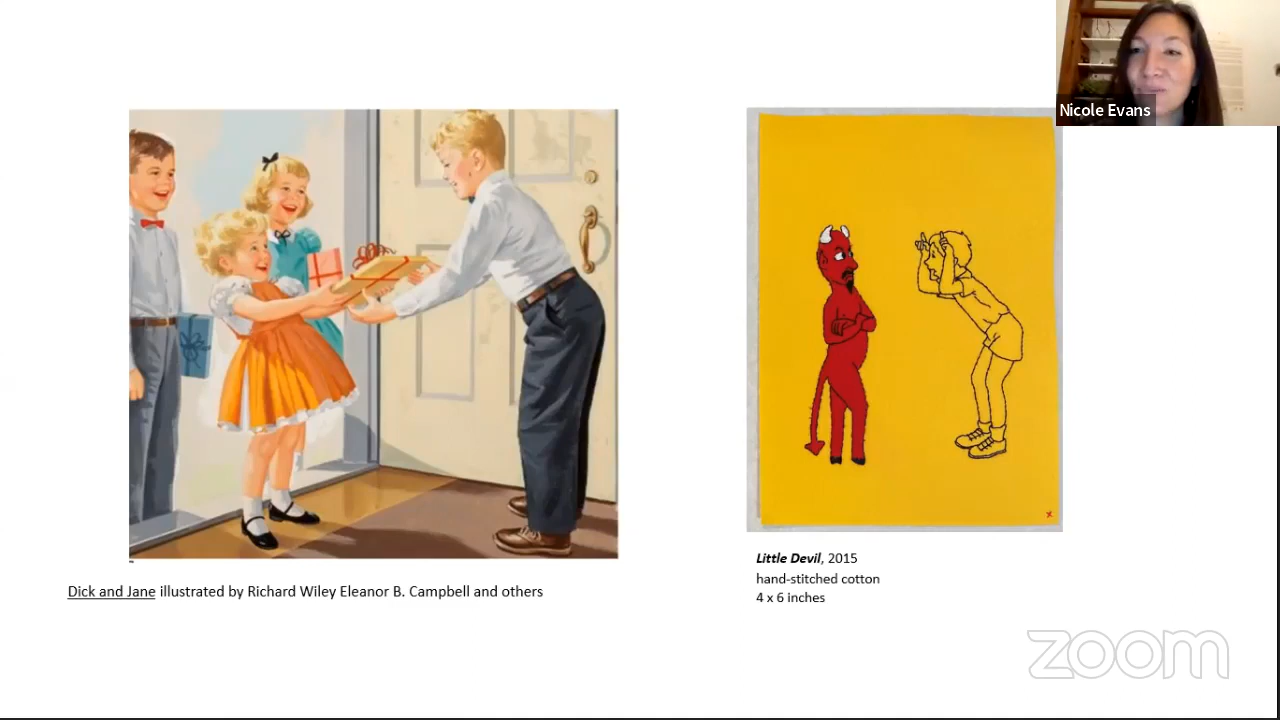 Nicole Evans
Dick and Jane illustrated by Richard Wiley Eleanor B. Campbell and others
Little Devil, 2015
hand-stitched cotton
4 x 6 inches
zoom